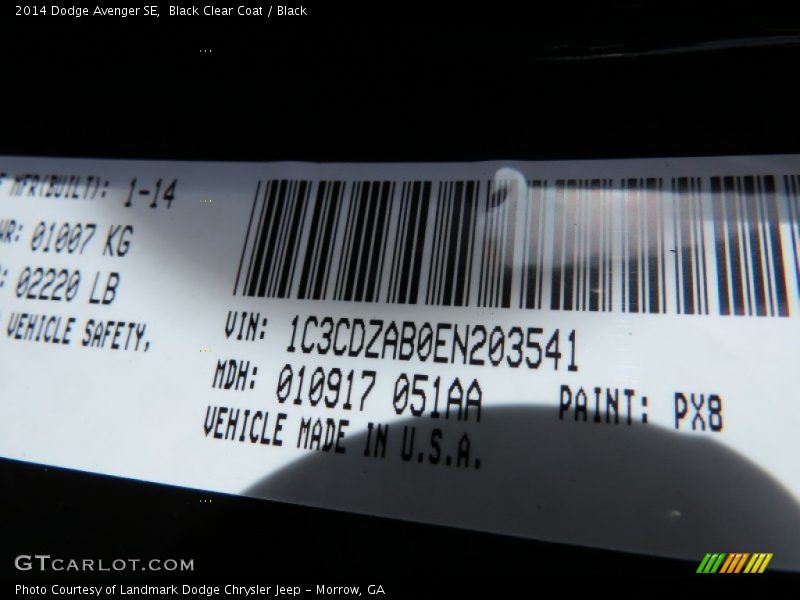 2014 Dodge Avenger SE,  Black Clear Coat / Black
MFR(BUILT): 1-14
01007 KG
02220 LB
VEHICLE SAFETY,
VIN: 1C3CDZAB0EN203541
MDH: 010917 051AA
PAINT: PX8
VEHICLE MADE IN U.S.A.
GTCARLOT.COM
Photo Courtesy of Landmark Dodge Chrysler Jeep - Morrow, GA